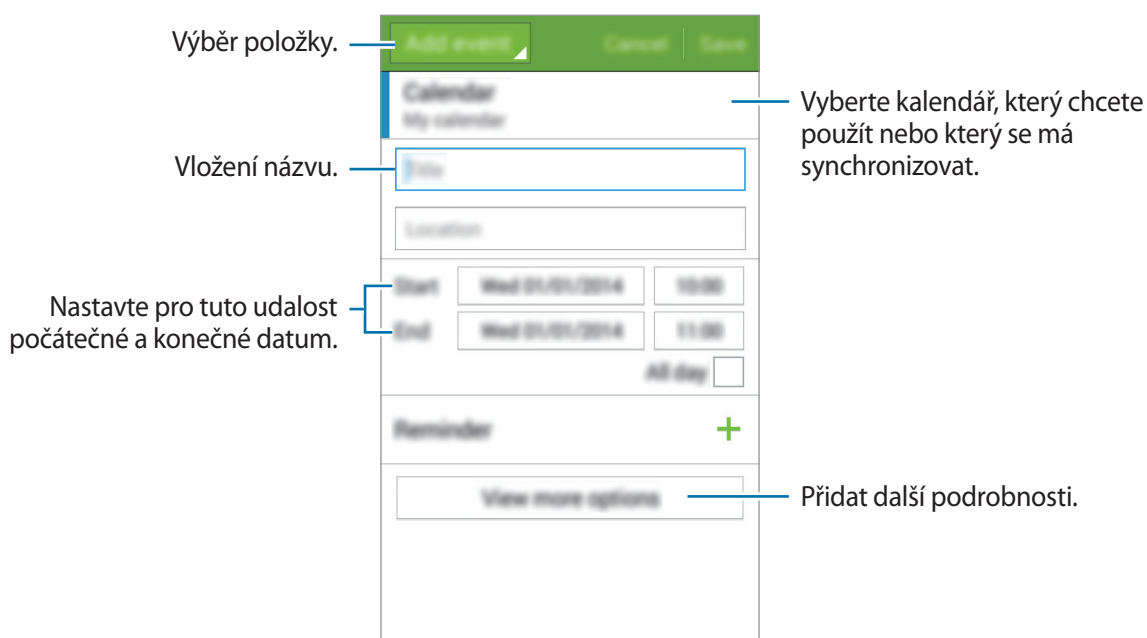 Výběr položky.
Add event
Cancel
Save
Calendar
My calendar
Vyberte kalendář, který chcete
použít nebo který se má
synchronizovat.
Vložení názvu.
Title
Location
Nastavte pro tuto udalost
počátečné a konečné datum.
Start
Wed 01/01/2014
10:00
End
Wed 01/01/2014
11:00
All day
Reminder
View more options
Přidat další podrobnosti.